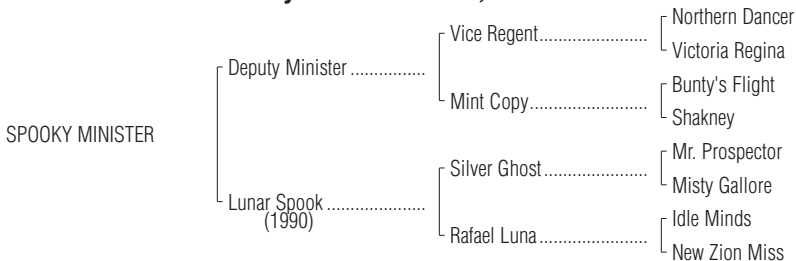 Northern Dancer
Vice Regent
Victoria Regina
Deputy Minister
Bunty's Flight
Mint Copy
Shakney
SPOOKY MINISTER
Mr. Prospector
Silver Ghost
Misty Gallore
Lunar Spook
(1990)
Idle Minds
Rafael Luna
New Zion Miss